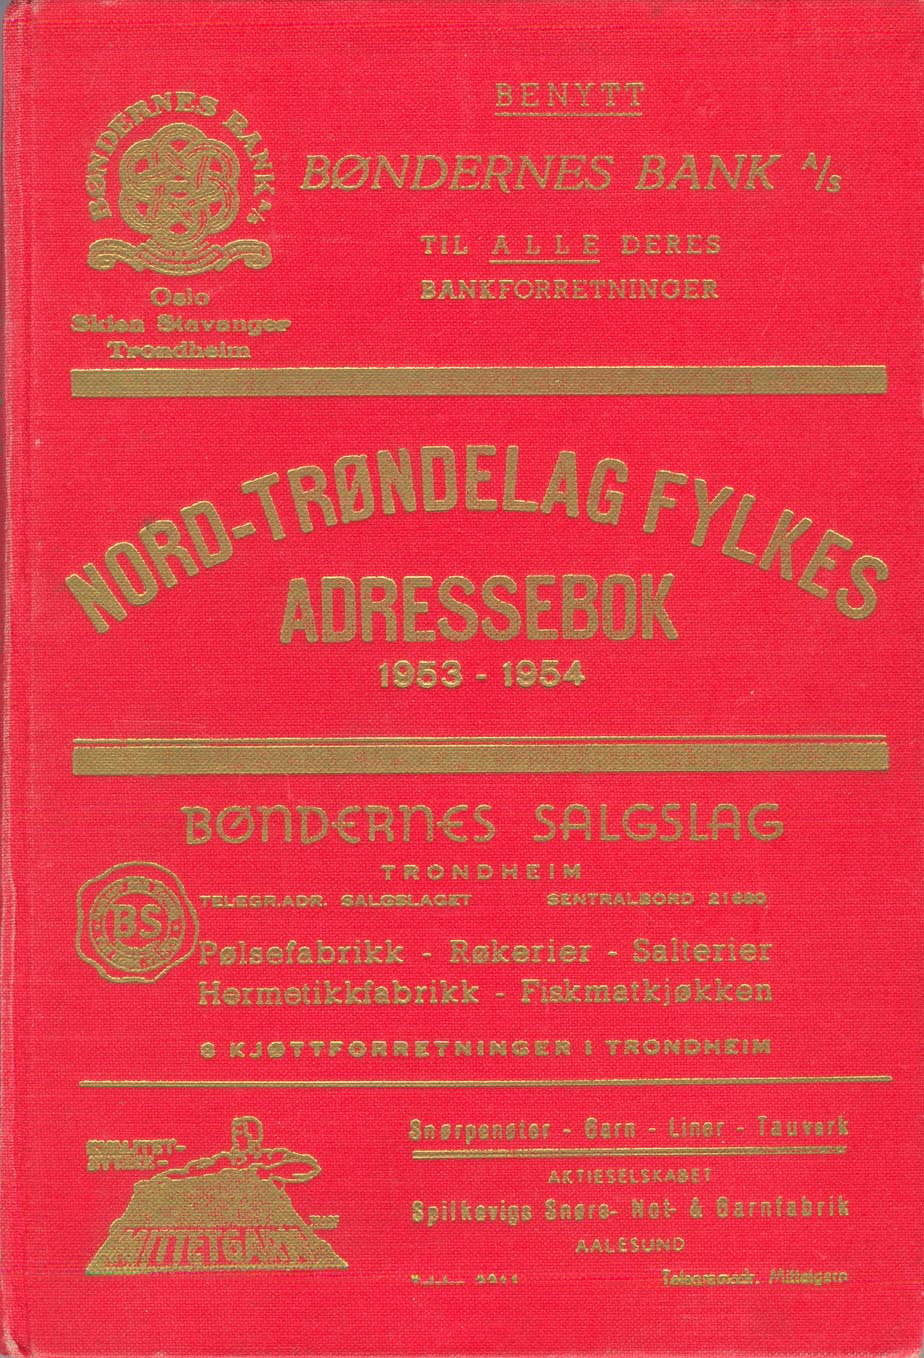 BØNDERNES BANK A/S
Oslo
Skien Stavanger
Trondheim
BENYTT
BØNDERNES BANK A/S
TIL ALLE DERES
BANKFORRETNINGER
NORD-TRØNDELAG FYLKES
ADRESSEBOK
1953 - 1954
BØNDERNES SALGSLAG
TRONDHEIM
TELEGR.ADR. SALGSLAGET SENTRALBORD
BS
Pølsefabrikk - Røkerier - Salterier
Hermetikkfabrikk - Fiskmatkjøkken
KJØTTFORRETNINGER I TRONDHEIM
KVALITET-
STYRKE-
MITTETGARN
Snørpenøter - Garn - Liner - Tauverk
AKTIESELSKABET
Spilkevigs Snøre- Not- & Garnfabrik
AALESUND
Telegramadr. Mittetgarn